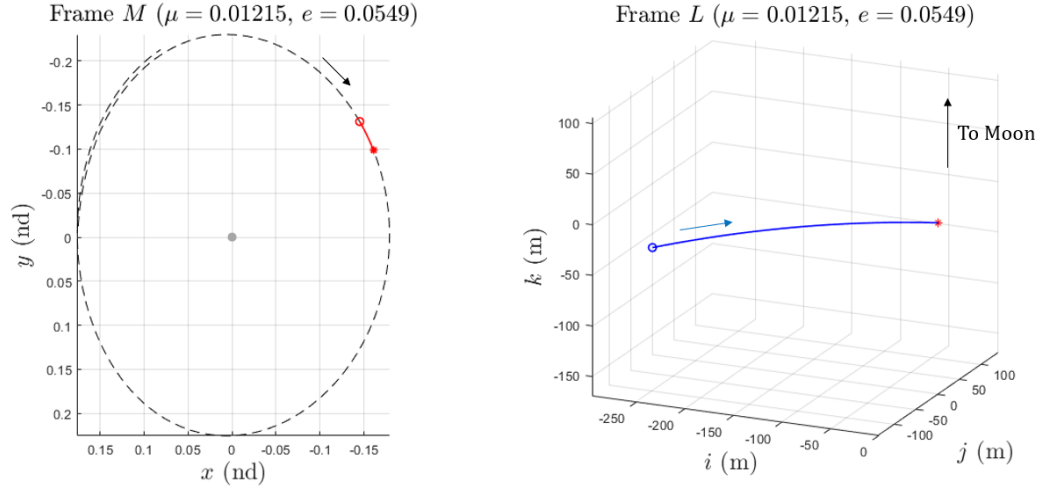 Frame M (μ = 0.01215, e = 0.0549)
-0.2
-0.15
-0.1
-0.05
0
0.05
0.1
0.15
0.2
y (nd)
0.15 0.1 0.05 0 -0.05 -0.1 -0.15
x (nd)
Frame L (μ = 0.01215, e = 0.0549)
To Moon
100
50
0
-50
-100
-150
k (m)
-250 -200 -150 -100 -50 0
i (m)
-100 -50 0 50 100
j (m)